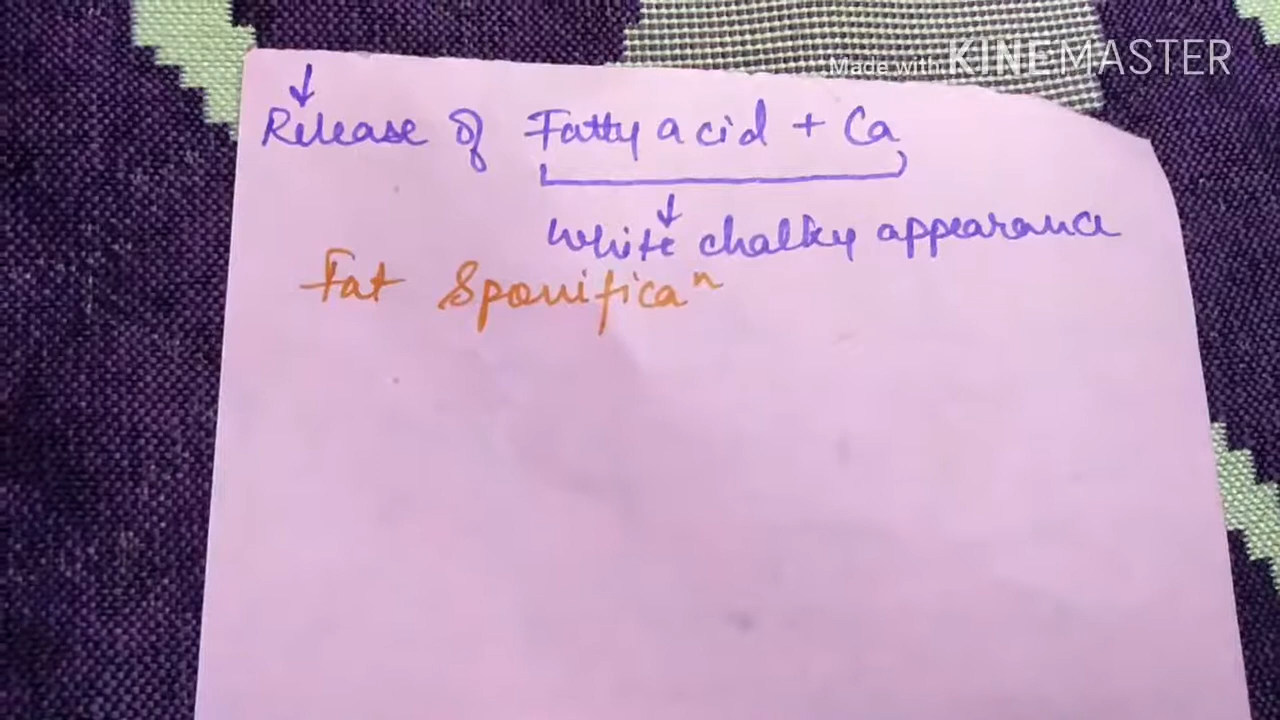 Made with KINEMASTER
↓
Release of Fatty acid + Ca
↓
White chalky appearance
Fat Sponificaⁿ